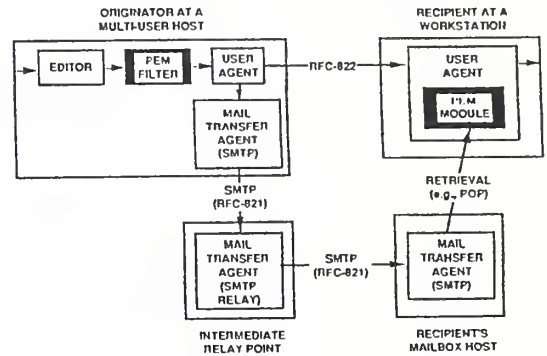 ORIGINATOR AT A
MULTI-USER HOST
RECIPIENT AT A
WORKSTATION
EDITOR
PEM
FILTER
USER
AGENT
RFC-822
USER
AGENT
PEM
MODULE
MAIL
TRANSFER
AGENT
(SMTP)
SMTP
(RFC-821)
RETRIEVAL
(e.g., POP)
MAIL
TRANSFER
AGENT
(SMTP
RELAY)
SMTP
(RFC-821)
MAIL
TRANSFER
AGENT
(SMTP)
INTERMEDIATE
RELAY POINT
RECIPIENT'S
MAILBOX HOST